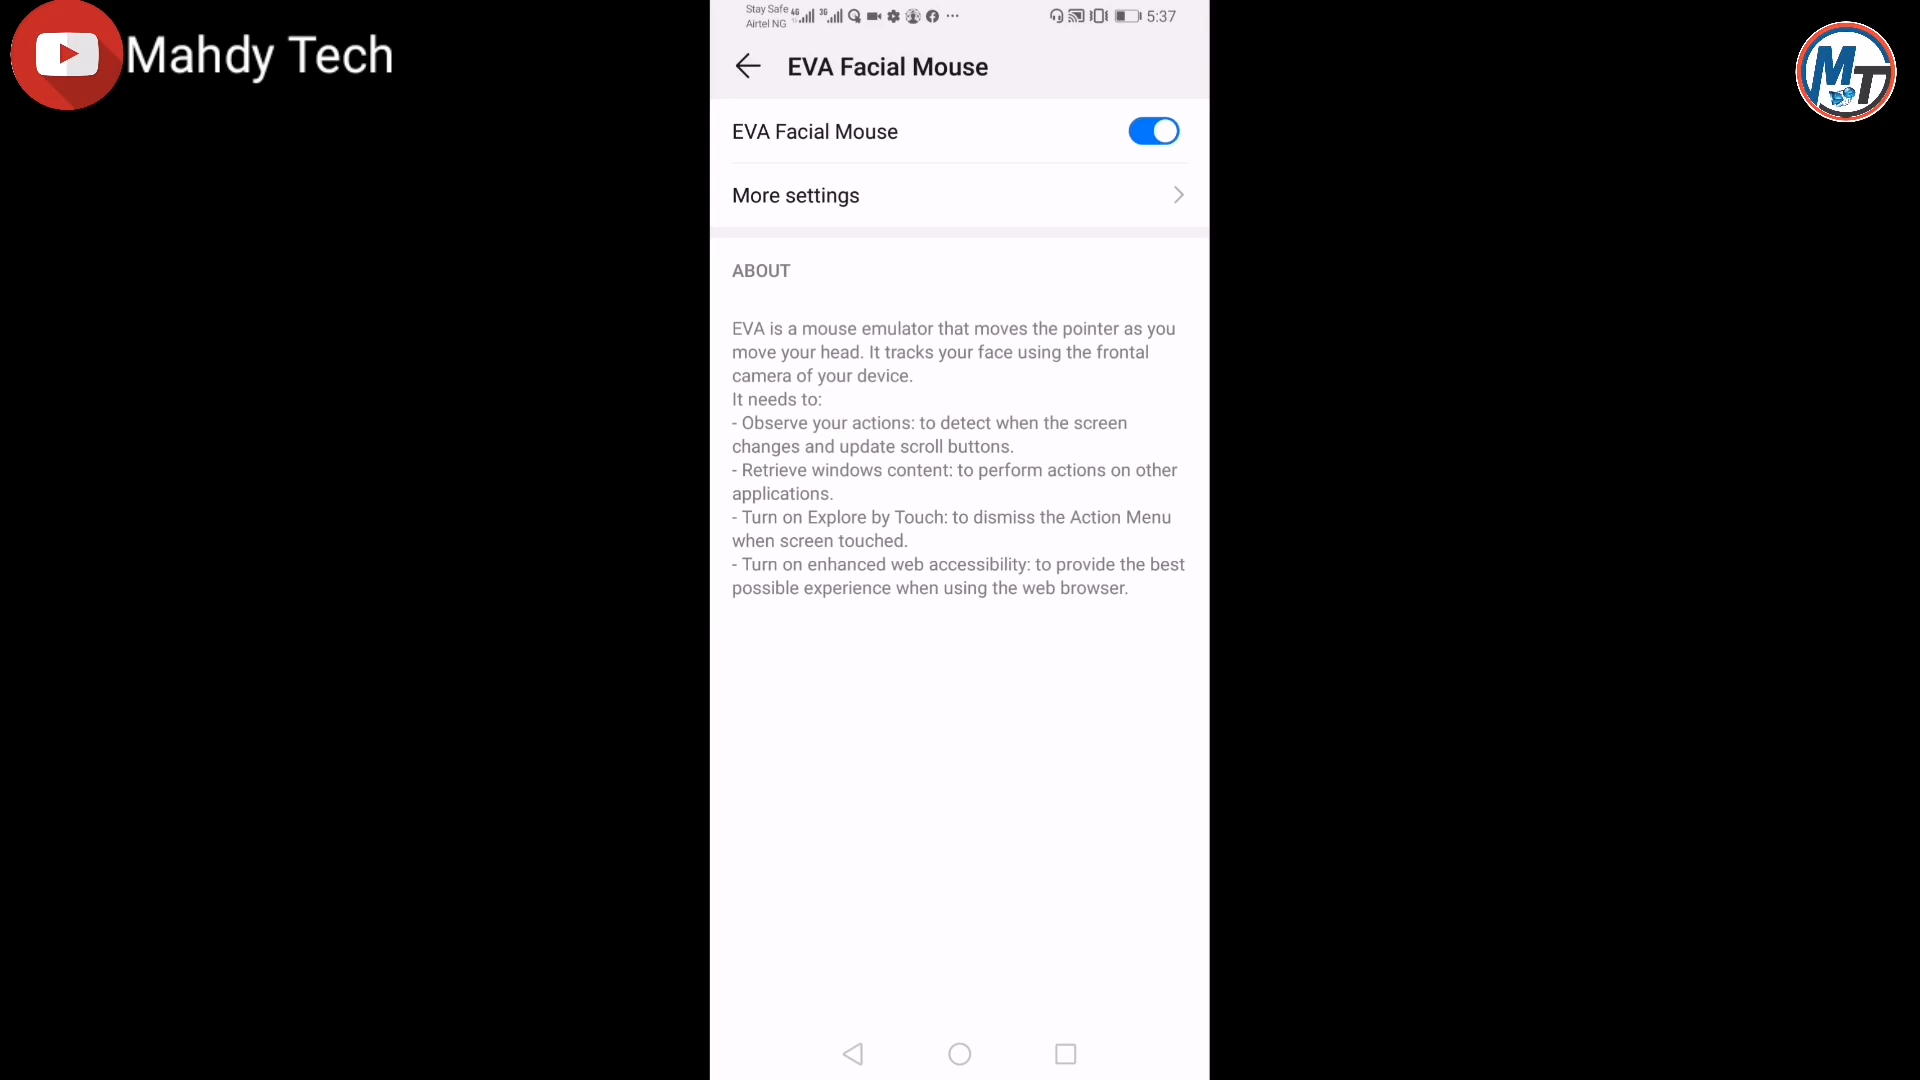 Mahdy Tech
MT
Stay Safe 4G 3G 5:37
Airtel NG
EVA Facial Mouse
EVA Facial Mouse
More settings
ABOUT
EVA is a mouse emulator that moves the pointer as you
move your head. It tracks your face using the frontal
camera of your device.
It needs to:
- Observe your actions: to detect when the screen
changes and update scroll buttons.
- Retrieve windows content: to perform actions on other
applications.
- Turn on Explore by Touch: to dismiss the Action Menu
when screen touched.
- Turn on enhanced web accessibility: to provide the best
possible experience when using the web browser.